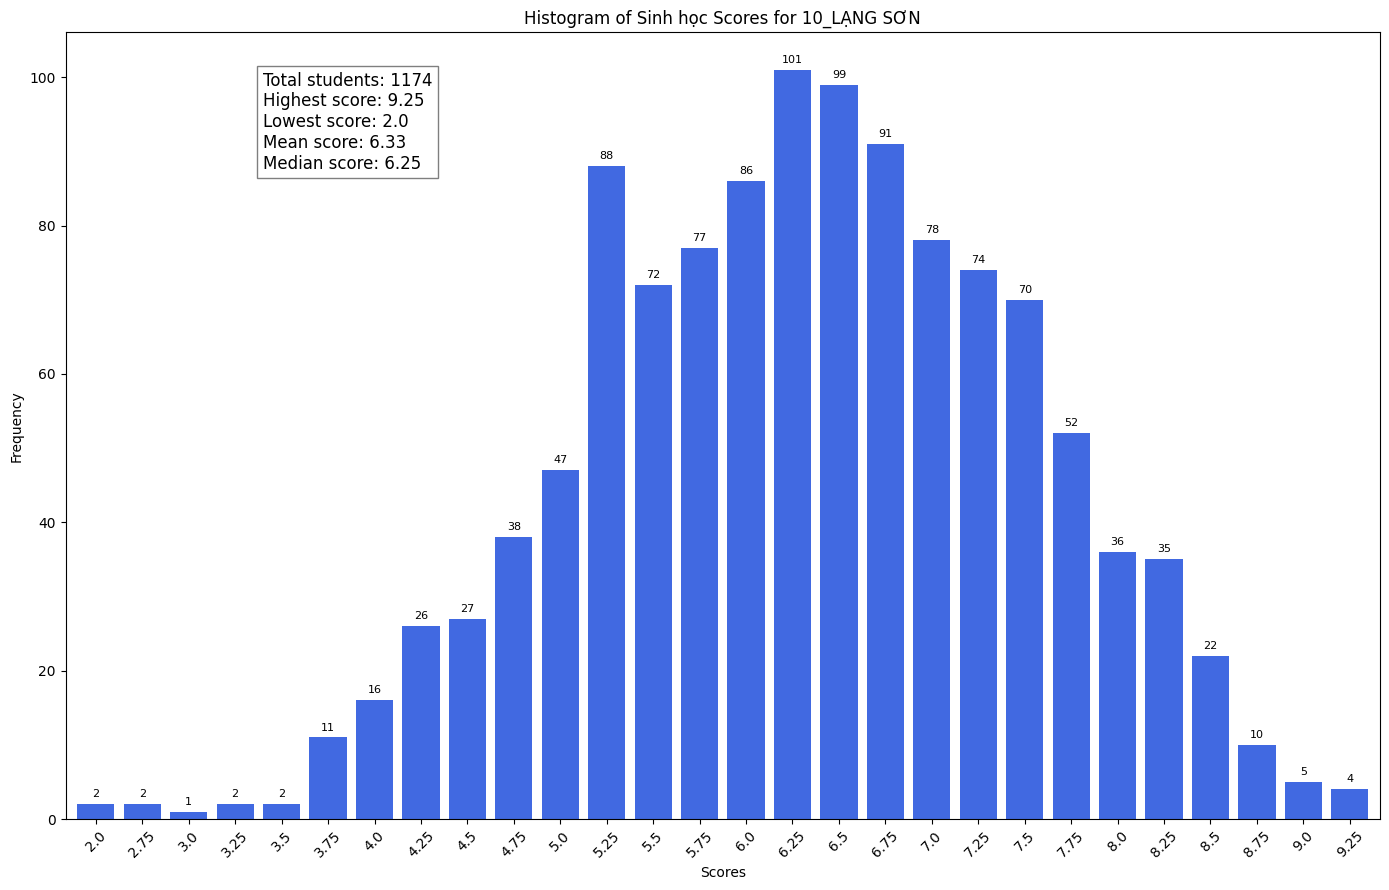 Histogram of Sinh học Scores for 10_LẠNG SƠN
Total students: 1174
Highest score: 9.25
Lowest score: 2.0
Mean score: 6.33
Median score: 6.25
Frequency
100
80
60
40
20
0
2 2 1 2 2 11 16 26 27 38 47 88 72 77 86 101 99 91 78 74 70 52 36 35 22 10 5 4
2.0 2.75 3.0 3.25 3.5 3.75 4.0 4.25 4.5 4.75 5.0 5.25 5.5 5.75 6.0 6.25 6.5 6.75 7.0 7.25 7.5 7.75 8.0 8.25 8.5 8.75 9.0 9.25
Scores